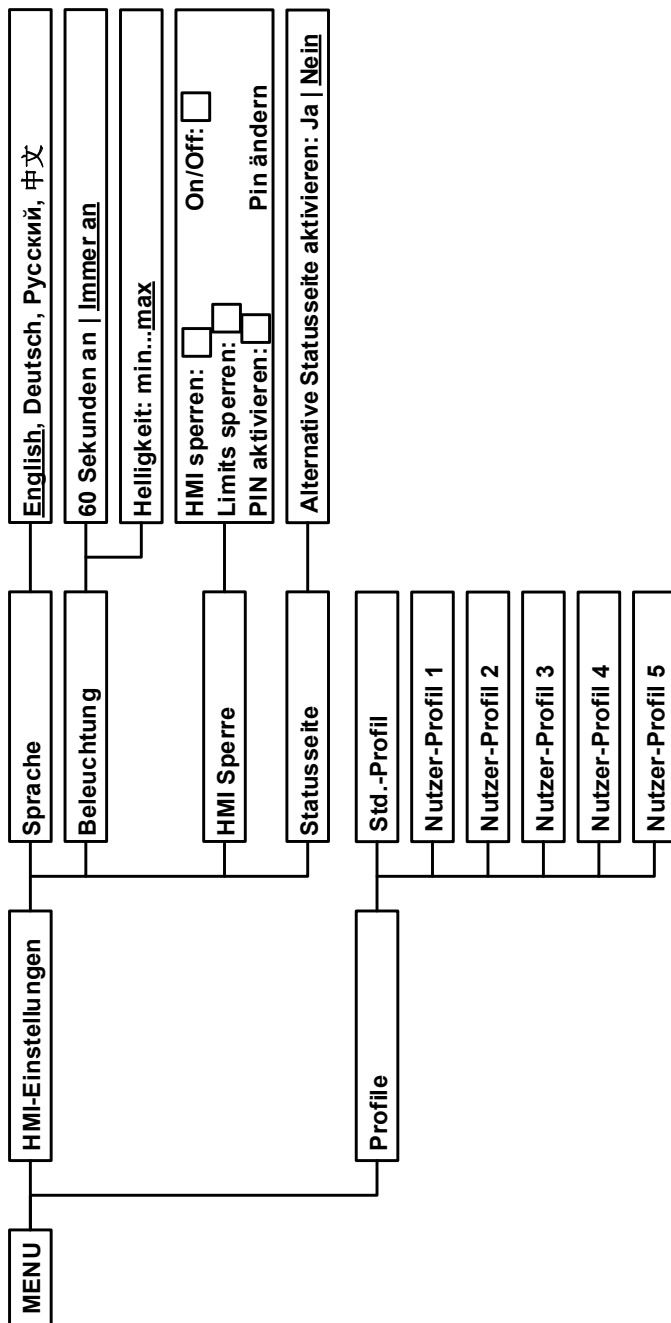 MENU
HMI-Einstellungen
Sprache
English, Deutsch, Русский, 中文
Beleuchtung
60 Sekunden an | Immer an
Helligkeit: min...max
HMI Sperre
HMI sperren: On/Off:
Limits sperren:
PIN aktivieren: Pin ändern
Statusseite
Alternative Statusseite aktivieren: Ja | Nein
Profile
Std.-Profil
Nutzer-Profil 1
Nutzer-Profil 2
Nutzer-Profil 3
Nutzer-Profil 4
Nutzer-Profil 5